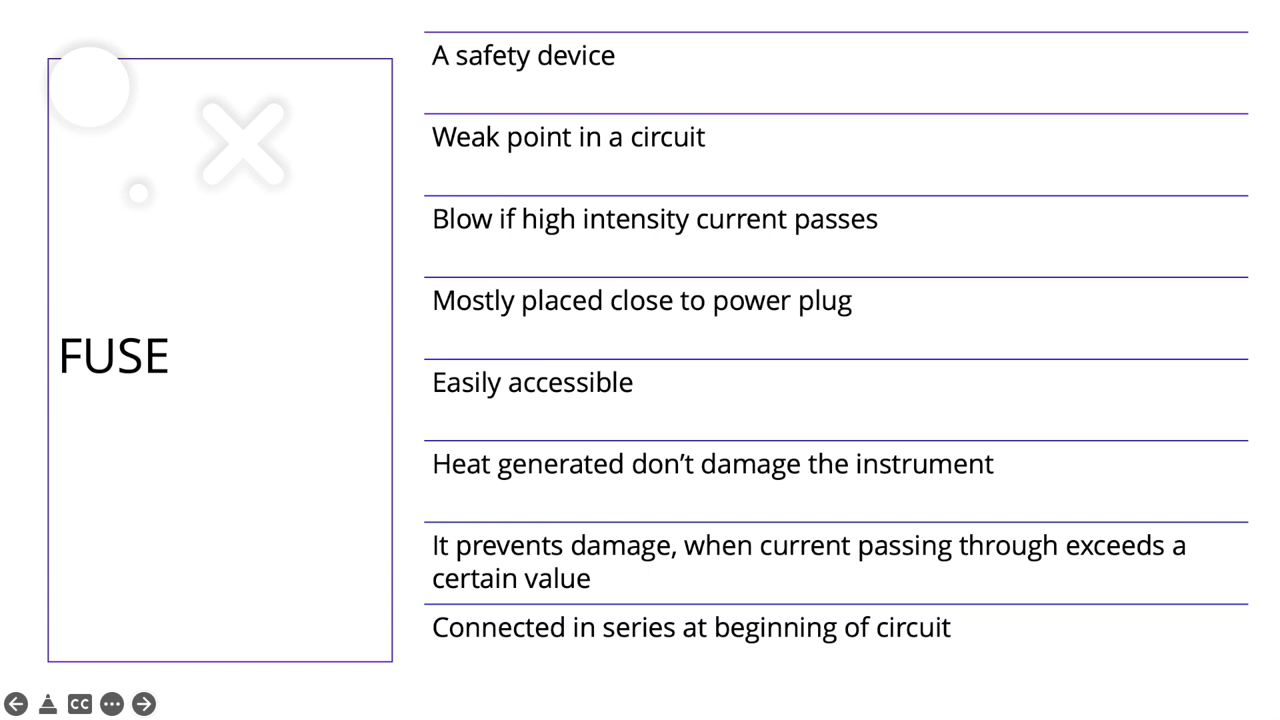 FUSE
A safety device
Weak point in a circuit
Blow if high intensity current passes
Mostly placed close to power plug
Easily accessible
Heat generated don’t damage the instrument
It prevents damage, when current passing through exceeds a
certain value
Connected in series at beginning of circuit
CC